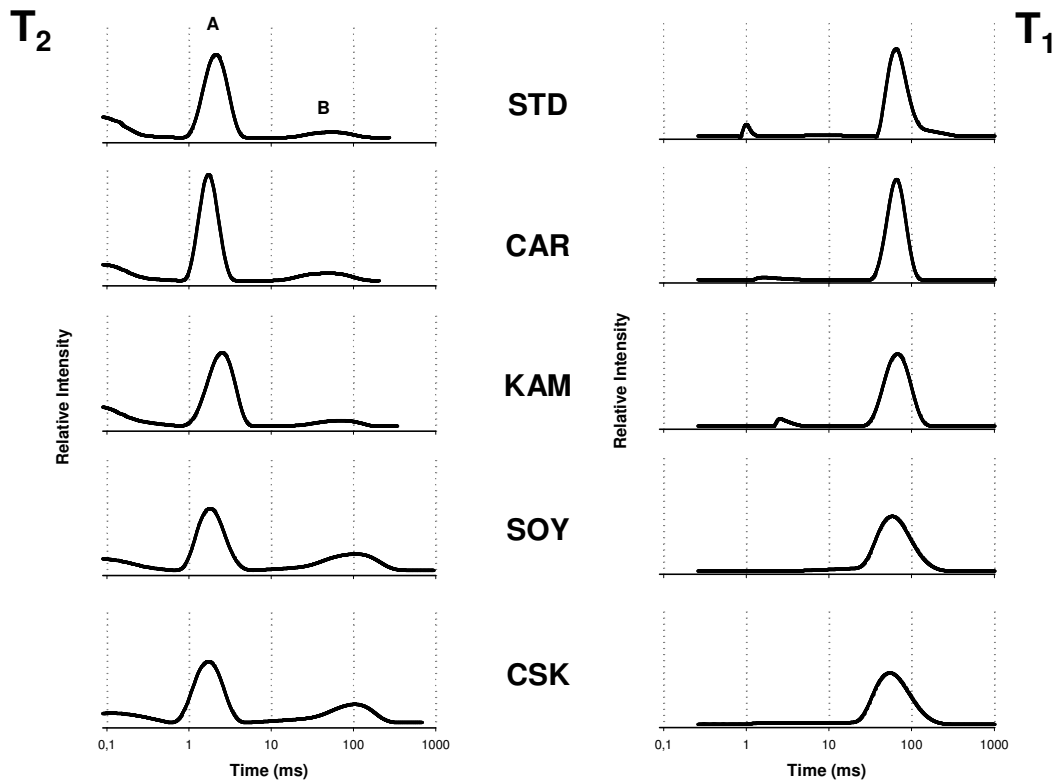 T2
T1
A
B
STD
CAR
KAM
SOY
CSK
Relative Intensity
Relative Intensity
0,1 1 10 100 1000
Time (ms)
0,1 1 10 100 1000
Time (ms)